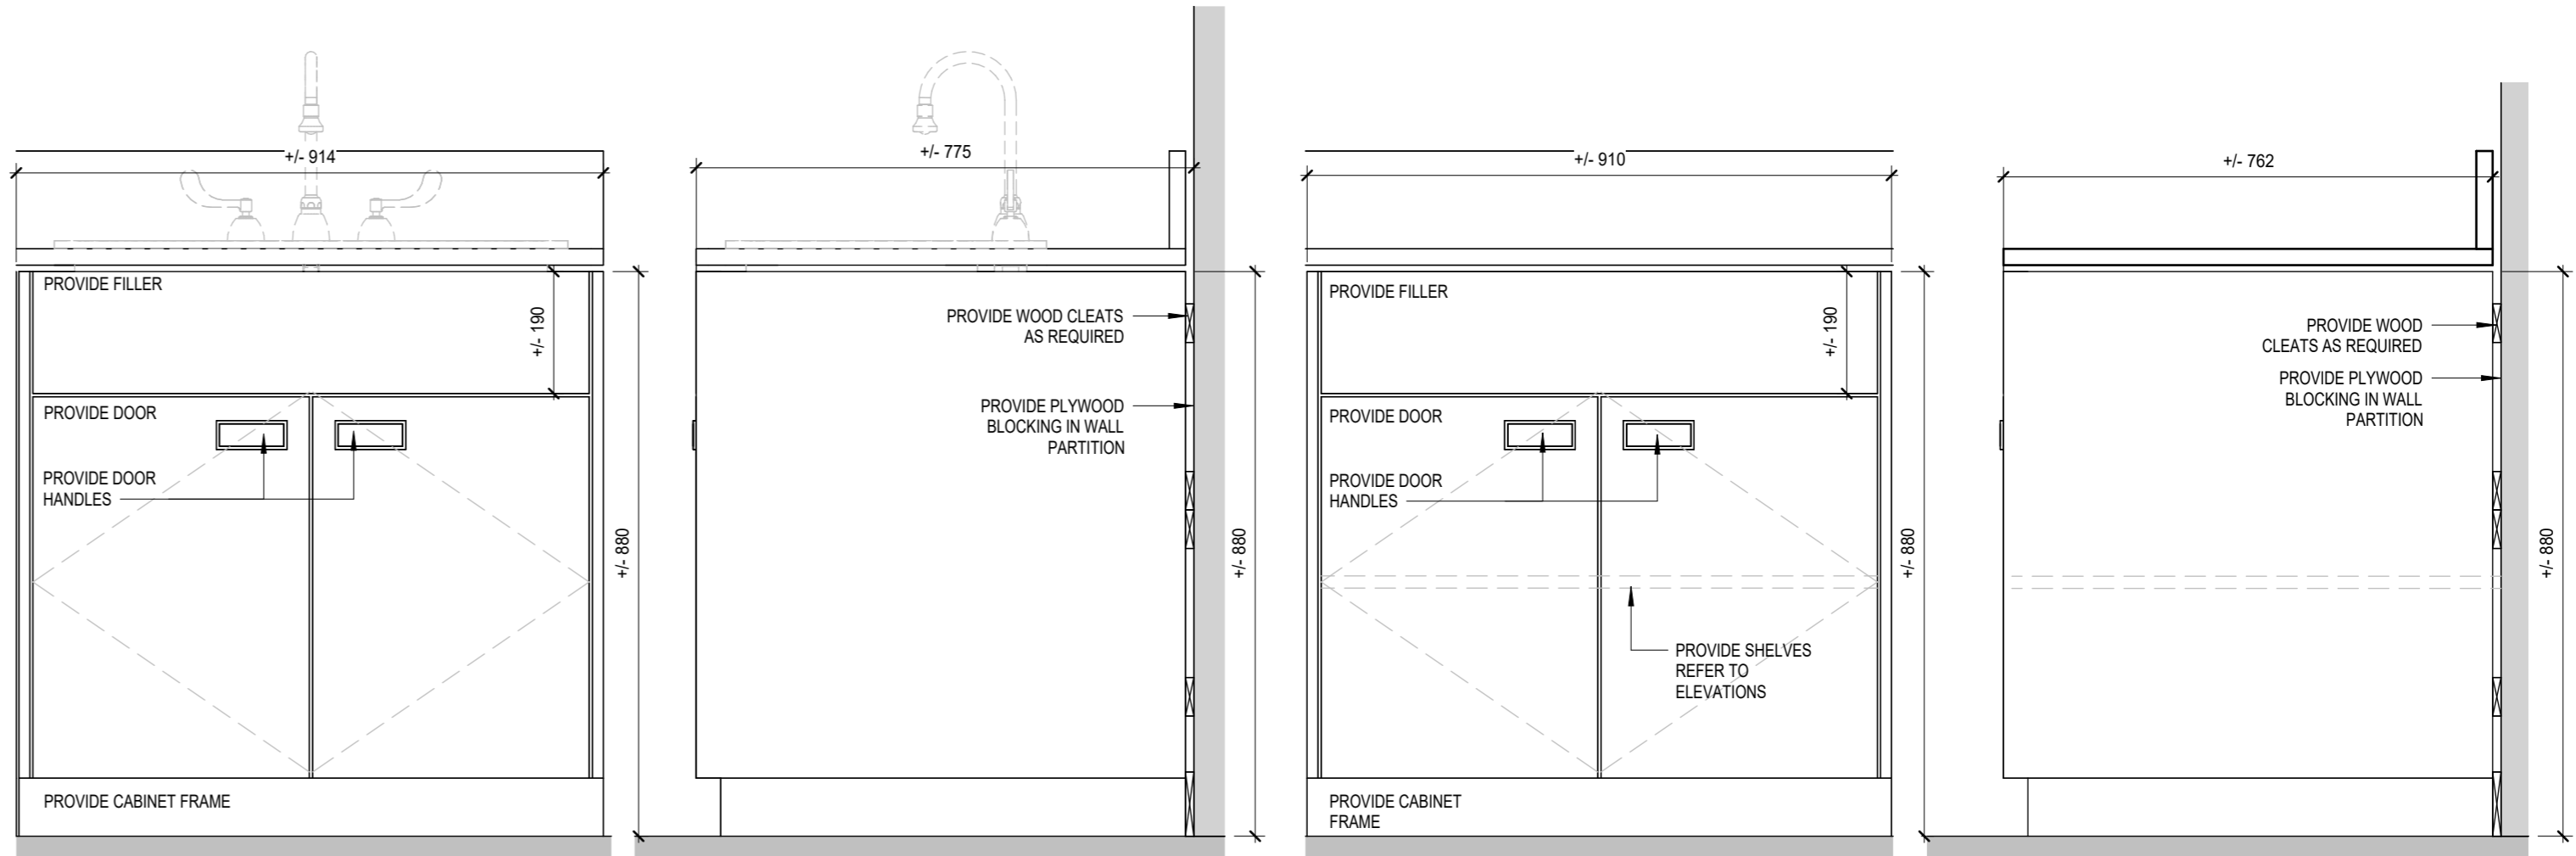 +/- 914
PROVIDE FILLER
+/- 190
PROVIDE DOOR
PROVIDE DOOR
HANDLES
+/- 880
PROVIDE CABINET FRAME
+/- 775
PROVIDE WOOD CLEATS
AS REQUIRED
PROVIDE PLYWOOD
BLOCKING IN WALL
PARTITION
+/- 880
+/- 910
PROVIDE FILLER
+/- 190
PROVIDE DOOR
PROVIDE DOOR
HANDLES
+/- 880
PROVIDE SHELVES
REFER TO
ELEVATIONS
PROVIDE CABINET
FRAME
+/- 762
PROVIDE WOOD
CLEATS AS REQUIRED
PROVIDE PLYWOOD
BLOCKING IN WALL
PARTITION
+/- 880